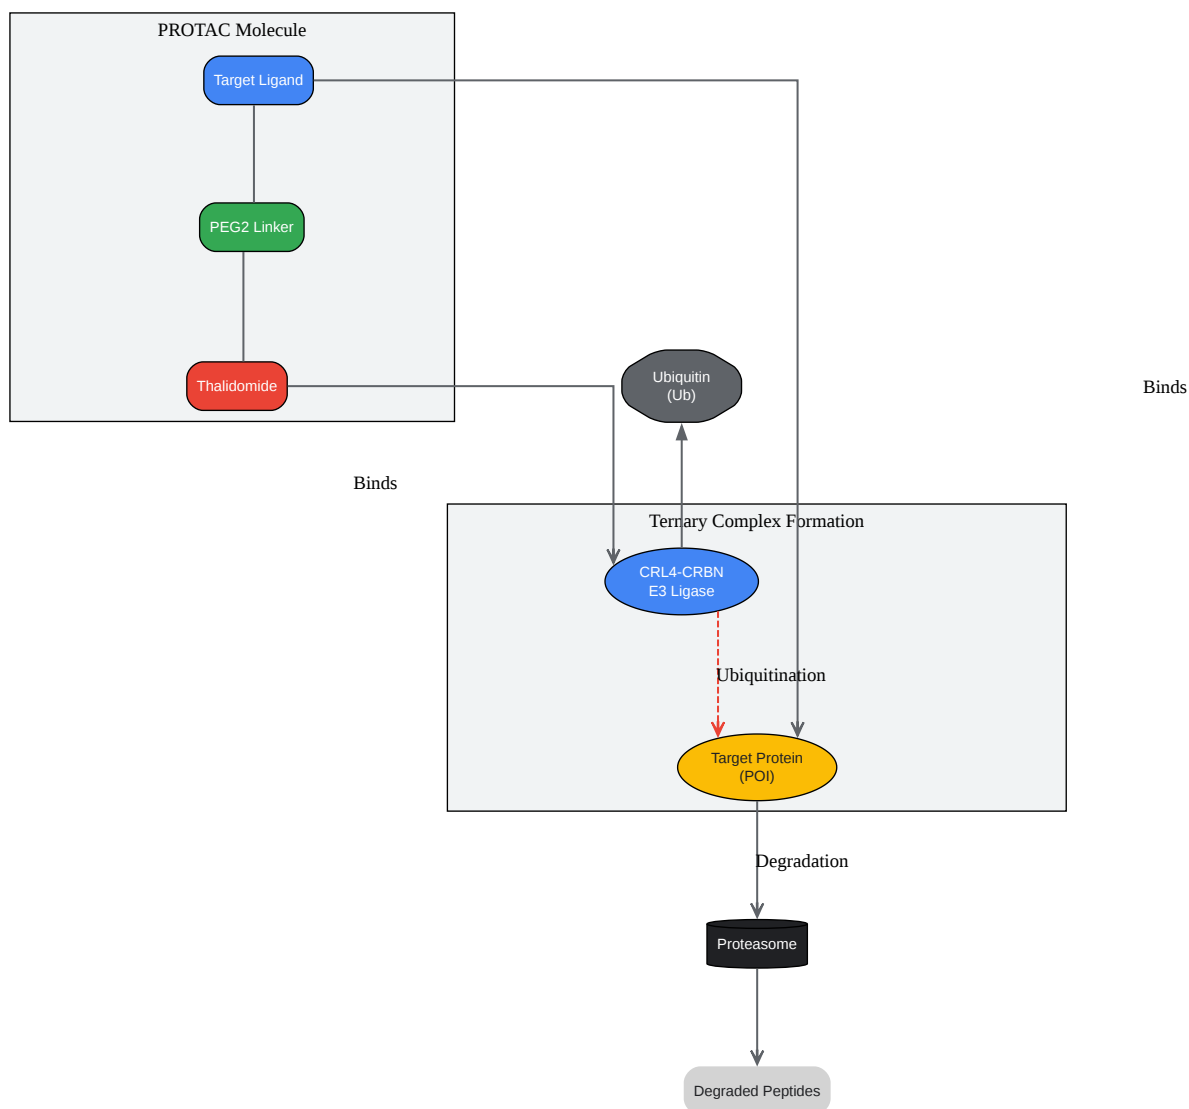 PROTAC Molecule
Target Ligand
PEG2 Linker
Thalidomide
Ubiquitin
(Ub)
Binds
Binds
Ternary Complex Formation
CRL4-CRBN
E3 Ligase
Ubiquitination
Target Protein
(POI)
Degradation
Proteasome
Degraded Peptides